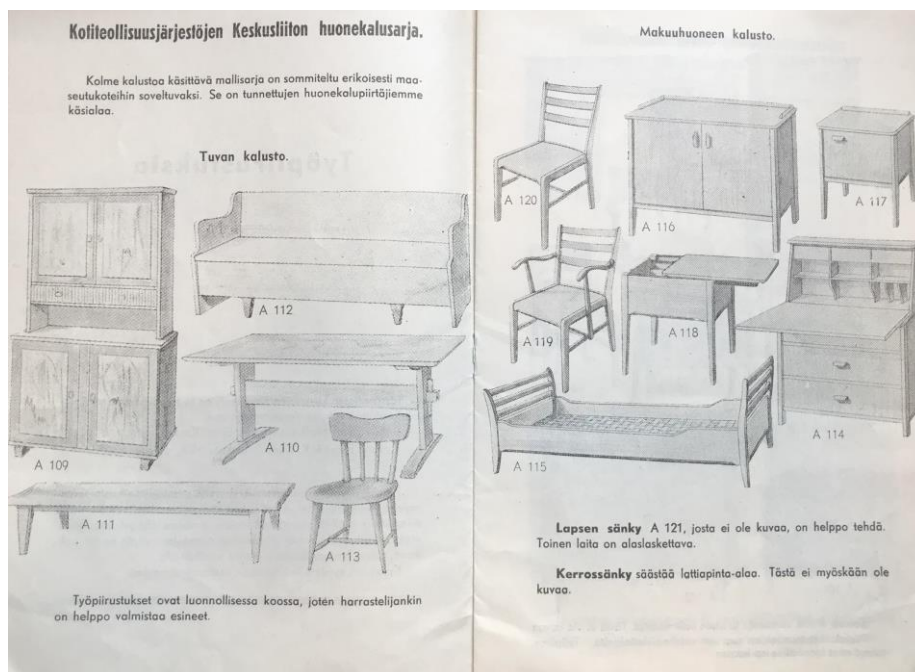 Kotiteollisuusjärjestöjen Keskusliiton huonekalusarja.
Kolme kalustoa käsittävä mallisarja on sommiteltu erikoisesti maa-
seutukoteihin soveltuvaksi. Se on tunnettujen huonekalupiirtäjiemme
käsialaa.
Tuvan kalusto.
A 112
A 109
A 110
A 111
A 113
Työpiirustukset ovat luonnollisessa koossa, joten harrastelijankin
on helppo valmistaa esineet.
Makuuhuoneen kalusto.
A 120
A 116
A 117
A 119
A 118
A 114
A 115
Lapsen sänky A 121, josta ei ole kuvaa, on helppo tehdä.
Toinen laita on alaslaskettava.
Kerrossänky säästää lattiapinta-alaa. Tästä ei myöskään ole
kuvaa.